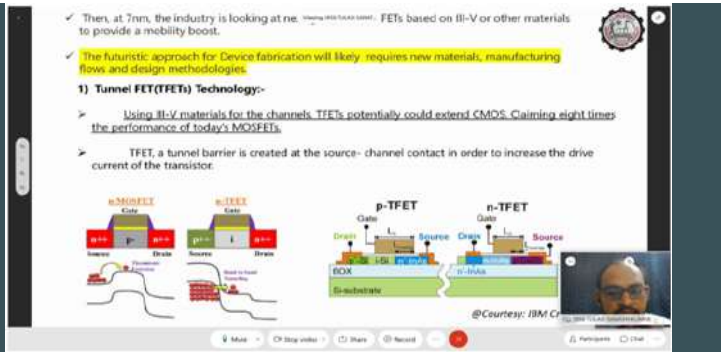 ✓ Then, at 7nm, the industry is looking at FETs based on III-V or other materials
to provide a mobility boost.
✓ The futuristic approach for Device fabrication will likely requires new materials, manufacturing
flows and design methodologies.
1) Tunnel FET(TFETs) Technology:-
➢ Using III-V materials for the channels, TFETs potentially could extend CMOS. Claiming eight times
the performance of today's MOSFETs.
➢ TFET, a tunnel barrier is created at the source- channel contact in order to increase the drive
current of the transistor.
n-MOSFET
Gate
n++ p- n++
Source Drain
n-TFET
Gate
p++ i n++
Source Drain
Band to band
Tunneling
p-TFET
Gate
Drain Source
i-Si
BOX
Si-substrate
n-TFET
Gate
Drain Source
@Courtesy: IBM
Mute
Stop video
Share
Record
Participants
Chat